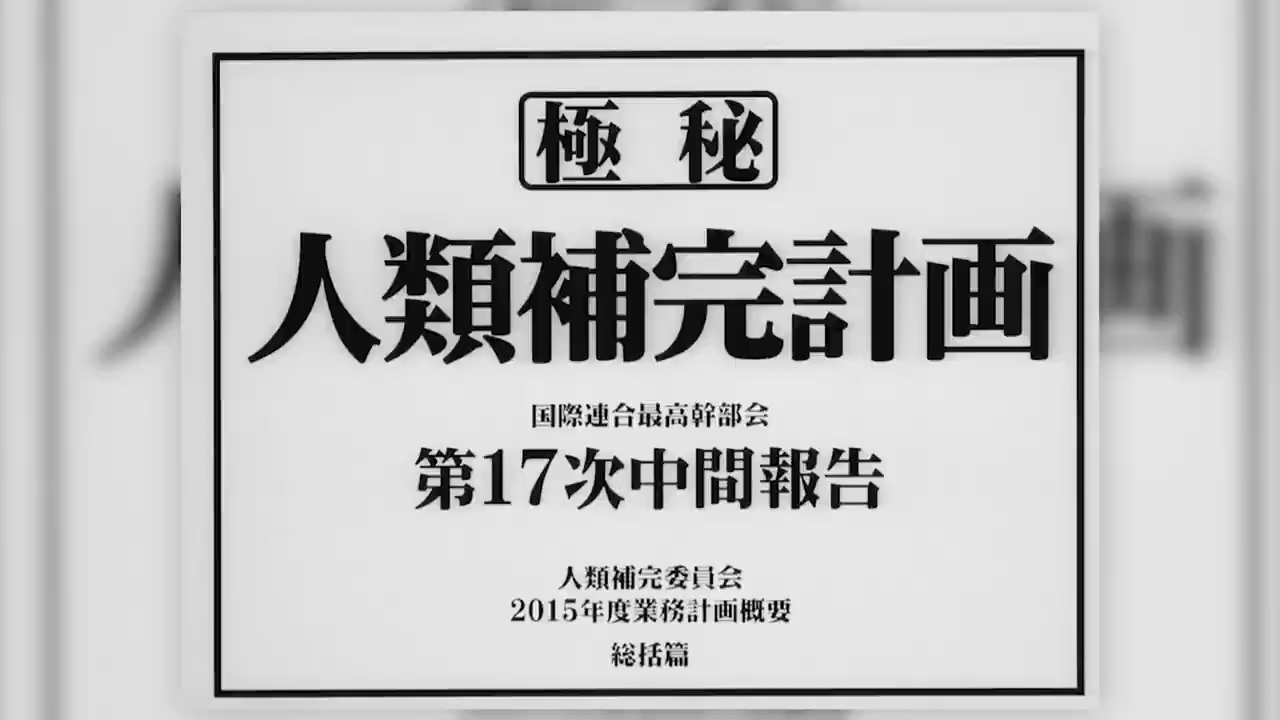 極秘
人類補完計画
国際連合最高幹部会
第17次中間報告
人類補完委員会
2015年度業務計画概要
総括篇